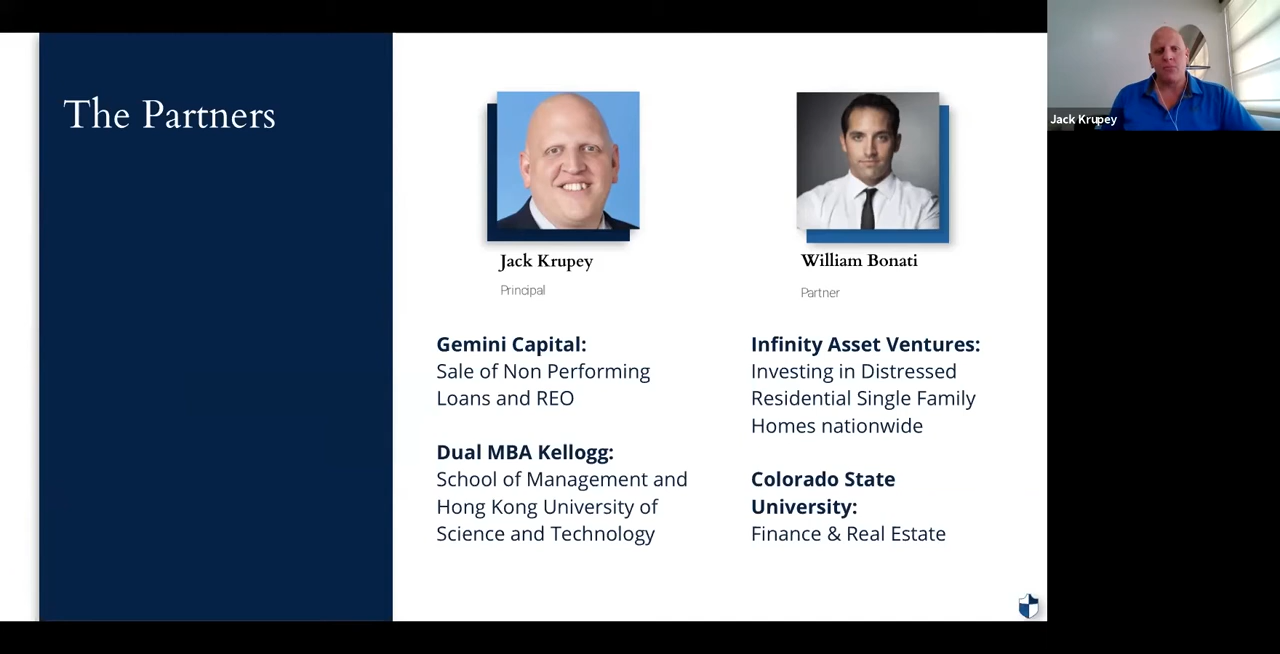 The Partners
Jack Krupey
Principal
Gemini Capital:
Sale of Non Performing
Loans and REO
Dual MBA Kellogg:
School of Management and
Hong Kong University of
Science and Technology
William Bonati
Partner
Infinity Asset Ventures:
Investing in Distressed
Residential Single Family
Homes nationwide
Colorado State
University:
Finance & Real Estate
Jack Krupey